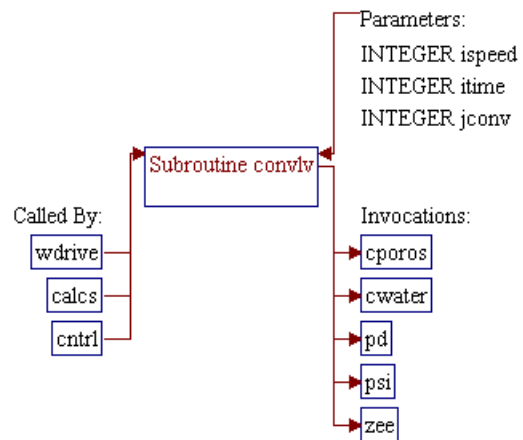 Parameters:
INTEGER ispeed
INTEGER itime
INTEGER jconv
Subroutine convlv
Called By:
wdrive
calcs
cntrl
Invocations:
cporos
cwater
pd
psi
zee